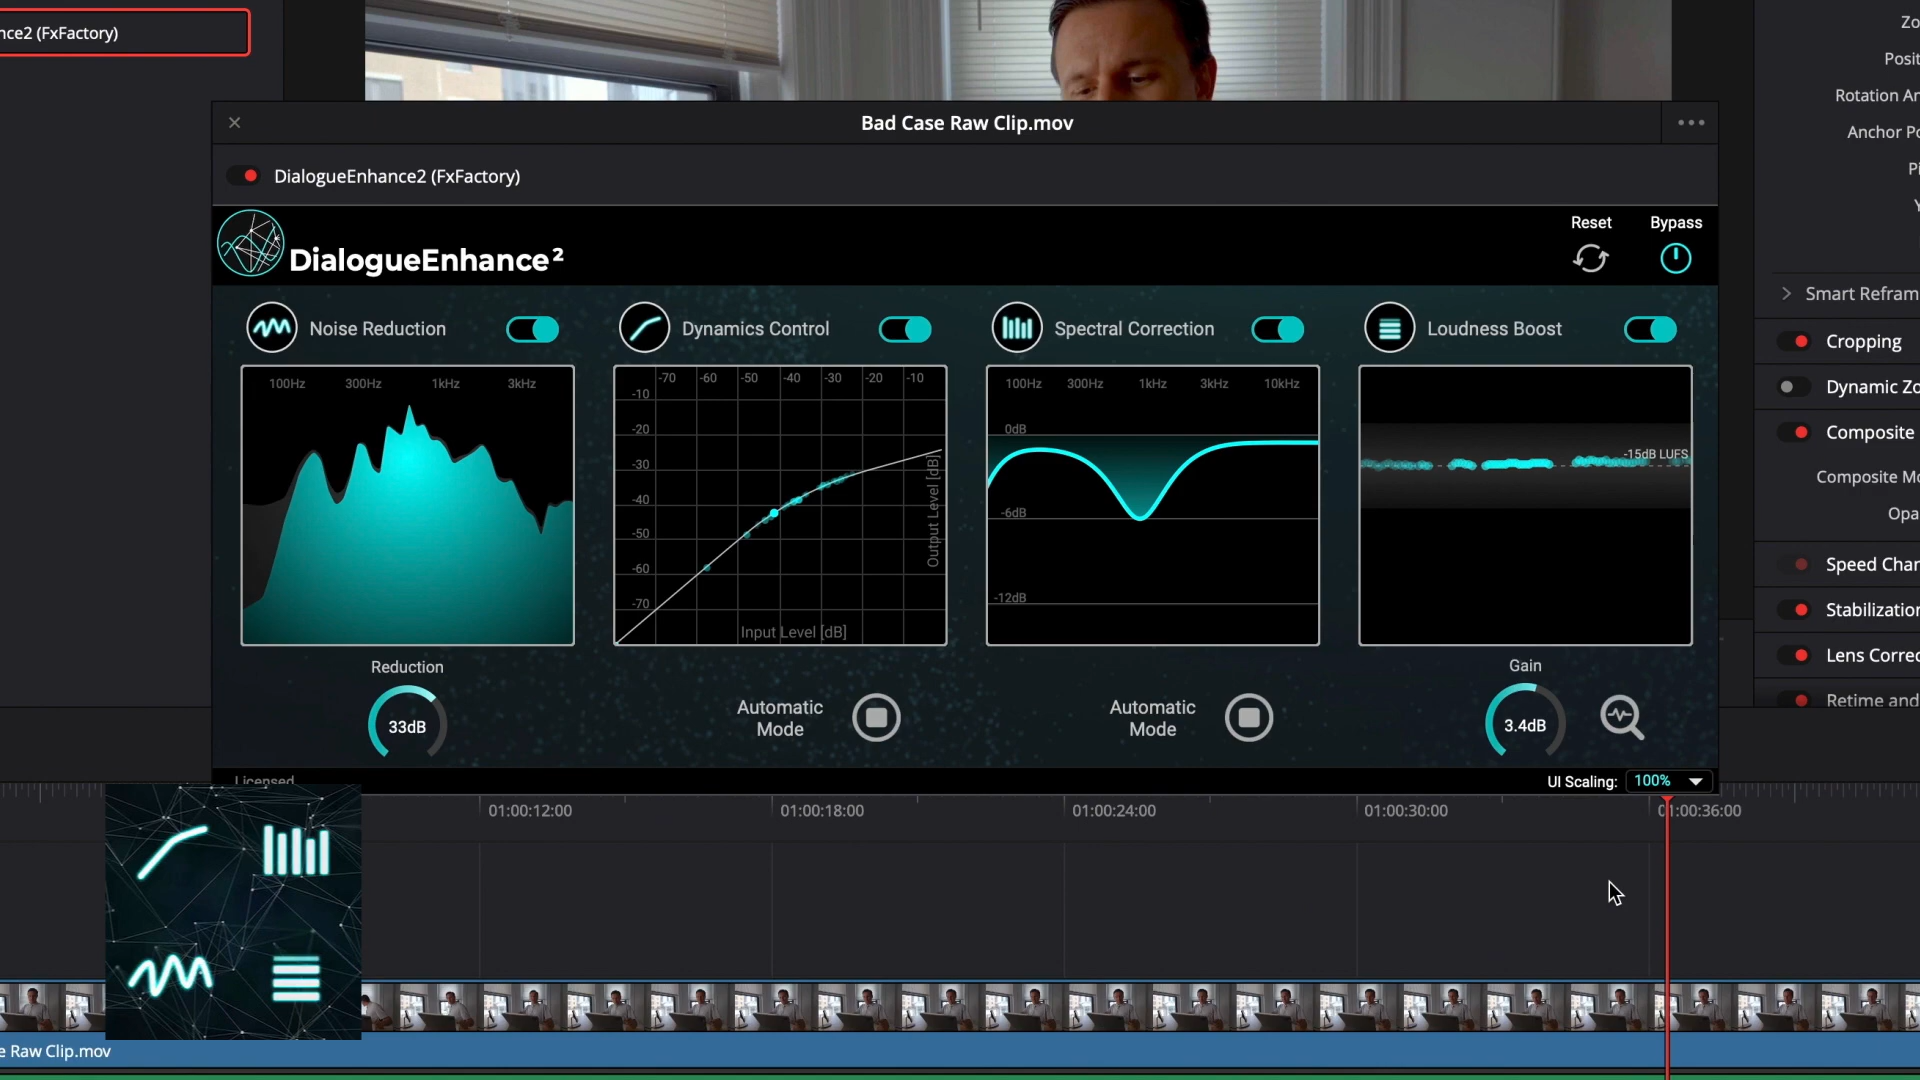 nce2 (FxFactory)
Bad Case Raw Clip.mov
DialogueEnhance2 (FxFactory)
DialogueEnhance²
Reset
Bypass
Noise Reduction
Dynamics Control
Spectral Correction
Loudness Boost
100Hz 300Hz 1kHz 3kHz
-70 -60 -50 -40 -30 -20 -10
-10
-20
-30
-40
-50
-60
-70
Output Level [dB]
Input Level [dB]
100Hz 300Hz 1kHz 3kHz 10kHz
0dB
-6dB
-12dB
-15dB LUFS
Reduction
33dB
Automatic
Mode
Automatic
Mode
Gain
3.4dB
Licensed
UI Scaling: 100%
Zo
Posit
Rotation An
Anchor Po
Pi
Y
Smart Refram
Cropping
Dynamic Zo
Composite
Composite Mo
Opa
Speed Chan
Stabilization
Lens Correc
Retime and
01:00:12:00
01:00:18:00
01:00:24:00
01:00:30:00
01:00:36:00
e Raw Clip.mov